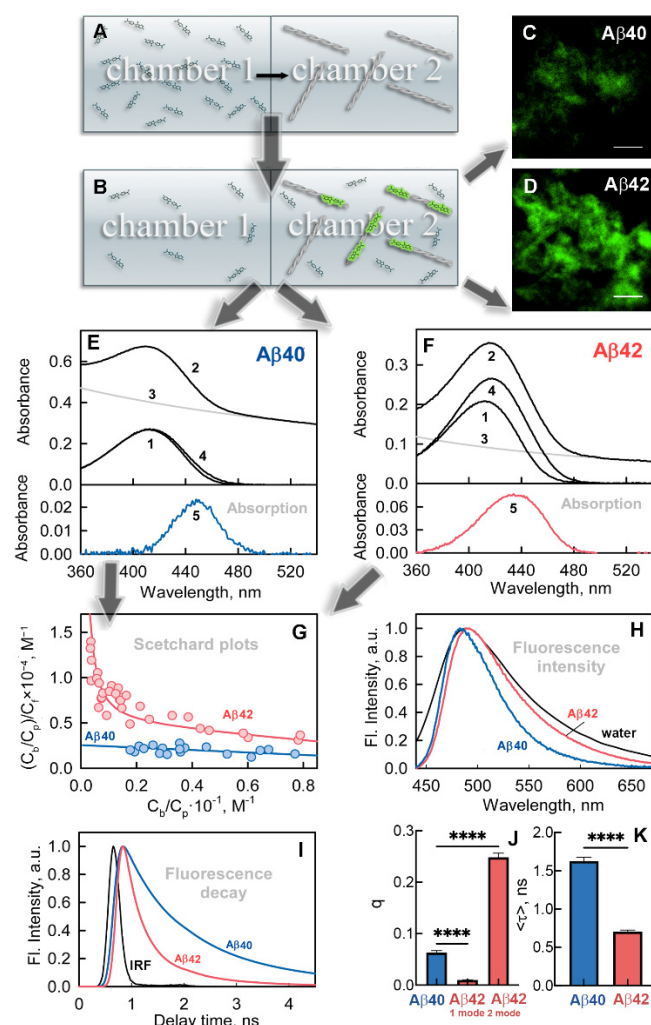 A
chamber 1
chamber 2
C
Aβ40
B
chamber 1
chamber 2
D
Aβ42
E
Aβ40
Absorbance
0.6
0.4
0.2
0.0
2
3
1
4
Absorption
Absorbance
0.02
0.01
0.00
5
360
400
440
480
520
Wavelength, nm
F
Aβ42
Absorbance
0.3
0.2
0.1
0.0
2
4
1
3
Absorption
Absorbance
0.06
0.03
0.00
5
360
400
440
480
520
Wavelength, nm
G
Scetchard plots
(Cb/Cp)/Cf×10−4, M−1
1.5
1.0
0.5
0.0
Aβ42
Aβ40
0.0
0.2
0.4
0.6
0.8
Cb/Cp·10−1, M−1
H
Fluorescence
intensity
Fl. Intensity, a.u.
1.0
0.8
0.6
0.4
0.2
0.0
Aβ42
water
Aβ40
450
500
550
600
650
Wavelength, nm
I
Fluorescence
decay
Fl. Intensity, a.u.
1.0
0.8
0.6
0.4
0.2
0.0
Aβ40
Aβ42
IRF
0
1
2
3
4
Delay time, ns
J
q
0.3
0.2
0.1
0.0
****
****
Aβ40 Aβ42 Aβ42
1 mode 2 mode
K
<τ>, ns
2.0
1.5
1.0
0.5
0.0
****
Aβ40 Aβ42